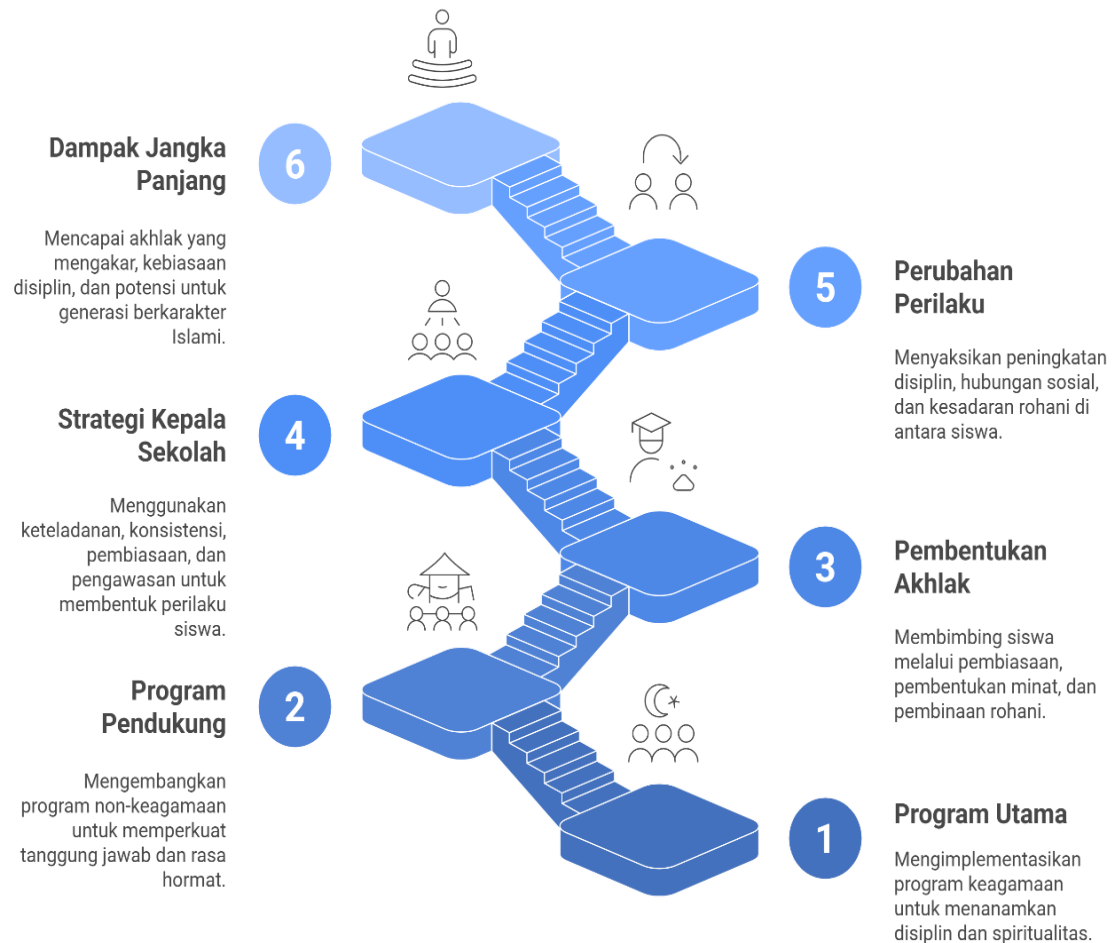 Dampak Jangka
Panjang
6
Mencapai akhlak yang
mengakar, kebiasaan
disiplin, dan potensi untuk
generasi berkarakter
Islami.
5
Perubahan
Perilaku
Menyaksikan peningkatan
disiplin, hubungan sosial,
dan kesadaran rohani di
antara siswa.
Strategi Kepala
Sekolah
4
Menggunakan
keteladanan, konsistensi,
pembiasaan, dan
pengawasan untuk
membentuk perilaku
siswa.
3
Pembentukan
Akhlak
Membimbing siswa
melalui pembiasaan,
pembentukan minat, dan
pembinaan rohani.
Program
Pendukung
2
Mengembangkan
program non-keagamaan
untuk memperkuat
tanggung jawab dan rasa
hormat.
1
Program Utama
Mengimplementasikan
program keagamaan
untuk menanamkan
disiplin dan spiritualitas.